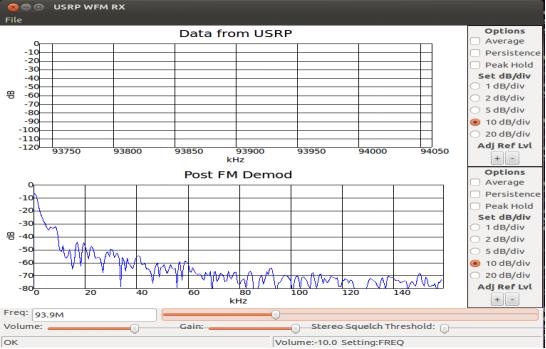 USRP WFM RX
File
Data from USRP
0
-10
-20
-30
-40
-50
-60
-70
-80
-90
-100
-110
-120
dB
93750 93800 93850 93900 93950 94000 94050
kHz
Options
Average
Persistence
Peak Hold
Set dB/div
1 dB/div
2 dB/div
5 dB/div
10 dB/div
20 dB/div
Adj Ref Lvl
+ -
Post FM Demod
0
-10
-20
-30
-40
-50
-60
-70
-80
dB
0 20 40 60 80 100 120 140
kHz
Options
Average
Persistence
Peak Hold
Set dB/div
1 dB/div
2 dB/div
5 dB/div
10 dB/div
20 dB/div
Adj Ref Lvl
+ -
Freq: 93.9M
Volume: Gain: Stereo Squelch Threshold:
OK Volume:-10.0 Setting:FREQ